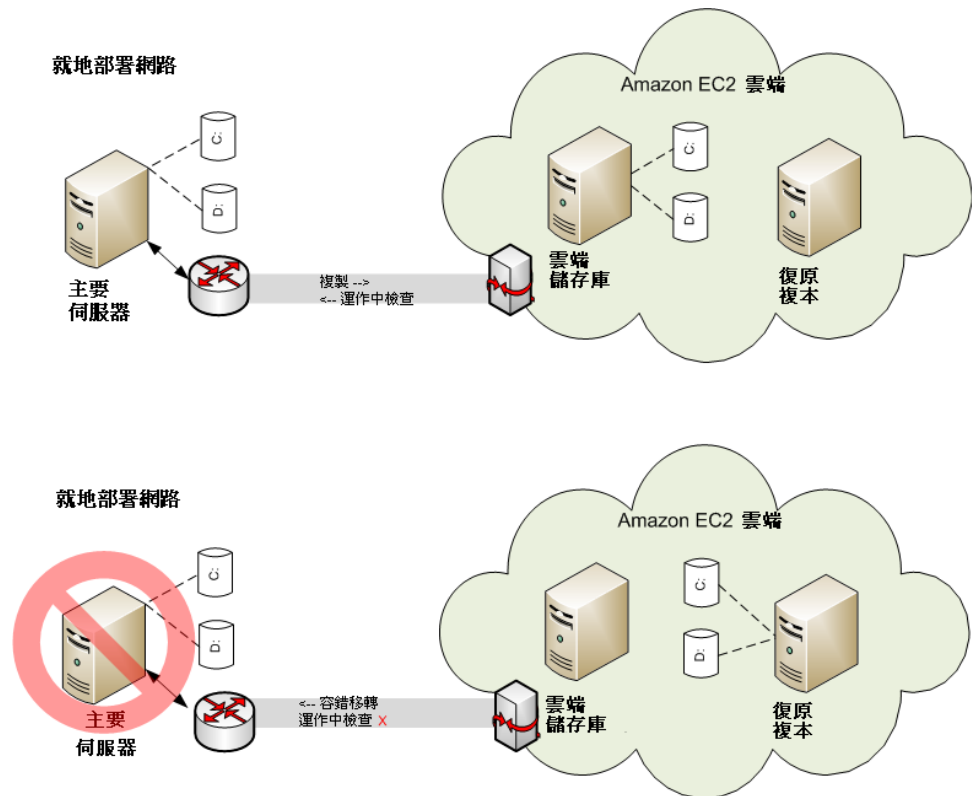 就地部署網路
Amazon EC2 雲端
C:
D:
C:
D:
主要
伺服器
複製 -->
<-- 運作中檢查
雲端
儲存庫
復原
複本
就地部署網路
Amazon EC2 雲端
C:
D:
C:
D:
主要
伺服器
<-- 容錯移轉
運作中檢查 X
雲端
儲存庫
復原
複本